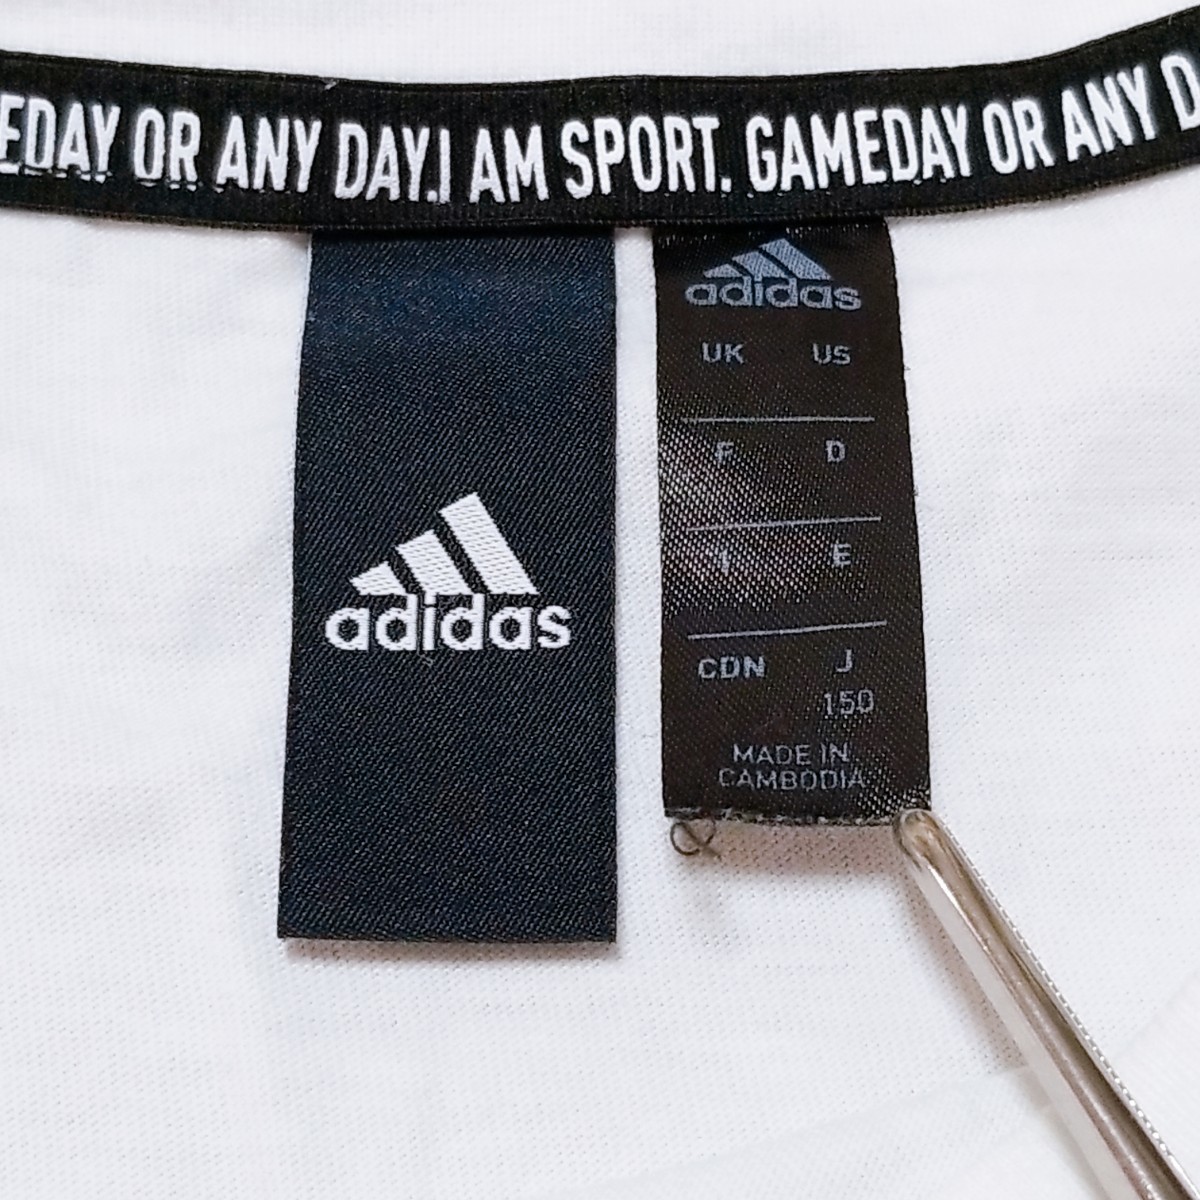 EDAY OR ANY DAY.I AM SPORT. GAMEDAY OR ANY D
adidas
adidas
UK US
F D
I E
CDN J
150
MADE IN
CAMBODIA